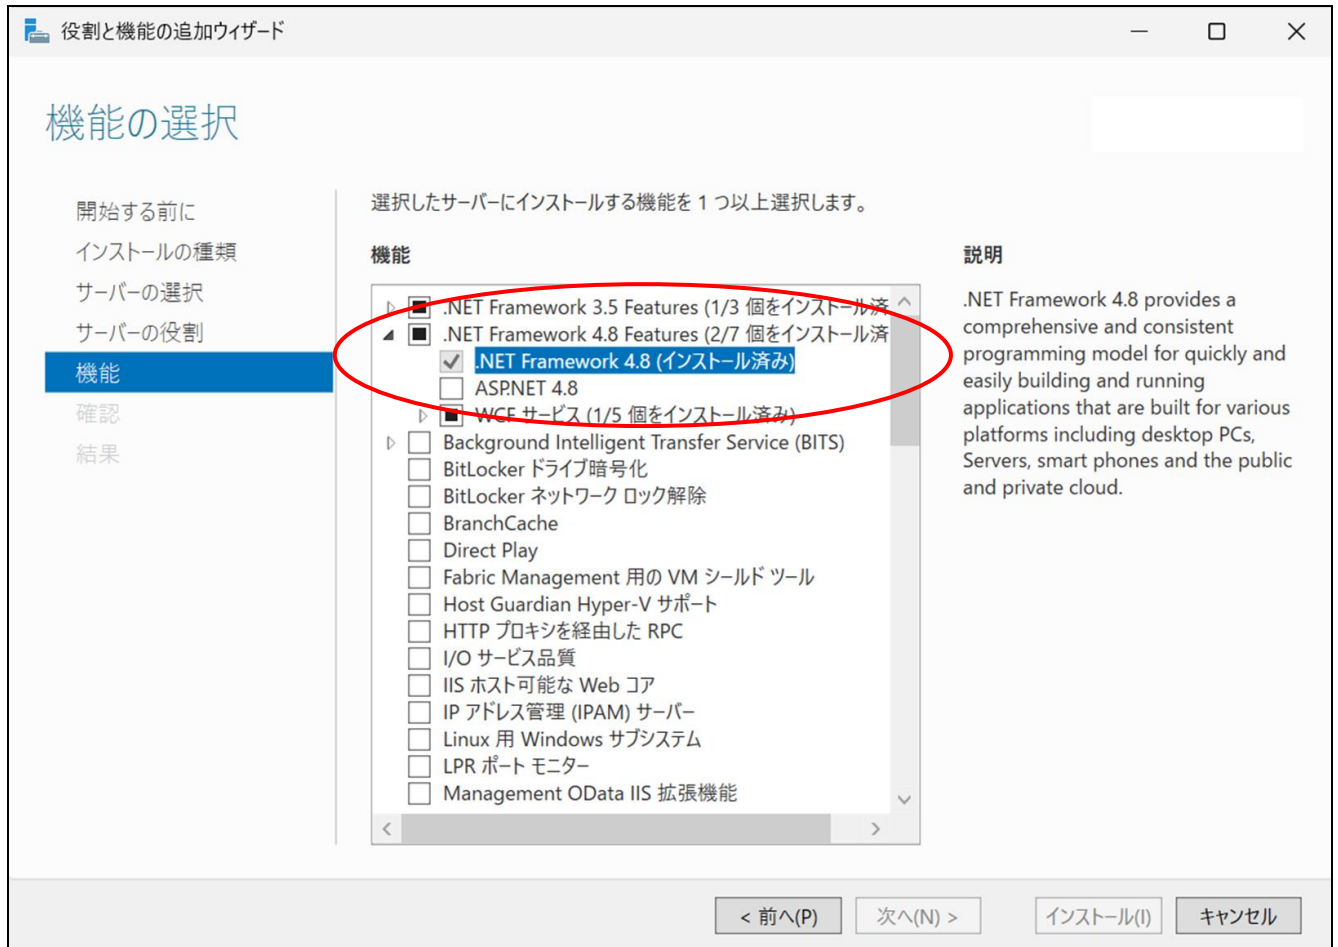 役割と機能の追加ウィザード
機能の選択
開始する前に
インストールの種類
サーバーの選択
サーバーの役割
機能
確認
結果
選択したサーバーにインストールする機能を 1 つ以上選択します。
機能
.NET Framework 3.5 Features (1/3 個をインストール済
.NET Framework 4.8 Features (2/7 個をインストール済
.NET Framework 4.8 (インストール済み)
ASP.NET 4.8
WCF サービス (1/5 個をインストール済み)
Background Intelligent Transfer Service (BITS)
BitLocker ドライブ暗号化
BitLocker ネットワーク ロック解除
BranchCache
Direct Play
Fabric Management 用の VM シールド ツール
Host Guardian Hyper-V サポート
HTTP プロキシを経由した RPC
I/O サービス品質
IIS ホスト可能な Web コア
IP アドレス管理 (IPAM) サーバー
Linux 用 Windows サブシステム
LPR ポート モニター
Management OData IIS 拡張機能
説明
.NET Framework 4.8 provides a
comprehensive and consistent
programming model for quickly and
easily building and running
applications that are built for various
platforms including desktop PCs,
Servers, smart phones and the public
and private cloud.
< 前へ(P)
次へ(N) >
インストール(I)
キャンセル